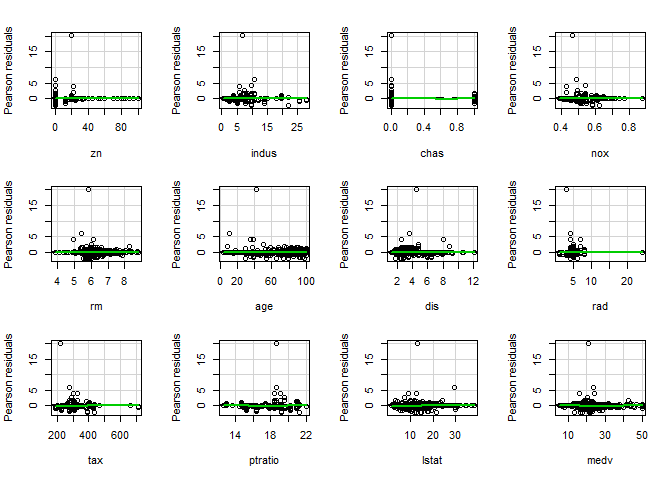 Pearson residuals
0 5 15
0 40 80
zn
Pearson residuals
0 5 15
0 5 15 25
indus
Pearson residuals
0 5 15
0.0 0.4 0.8
chas
Pearson residuals
0 5 15
0.4 0.6 0.8
nox
Pearson residuals
0 5 15
4 5 6 7 8
rm
Pearson residuals
0 5 15
0 20 60 100
age
Pearson residuals
0 5 15
2 4 6 8 12
dis
Pearson residuals
0 5 15
5 10 20
rad
Pearson residuals
0 5 15
200 400 600
tax
Pearson residuals
0 5 15
14 18 22
ptratio
Pearson residuals
0 5 15
10 20 30
lstat
Pearson residuals
0 5 15
10 30 50
medv